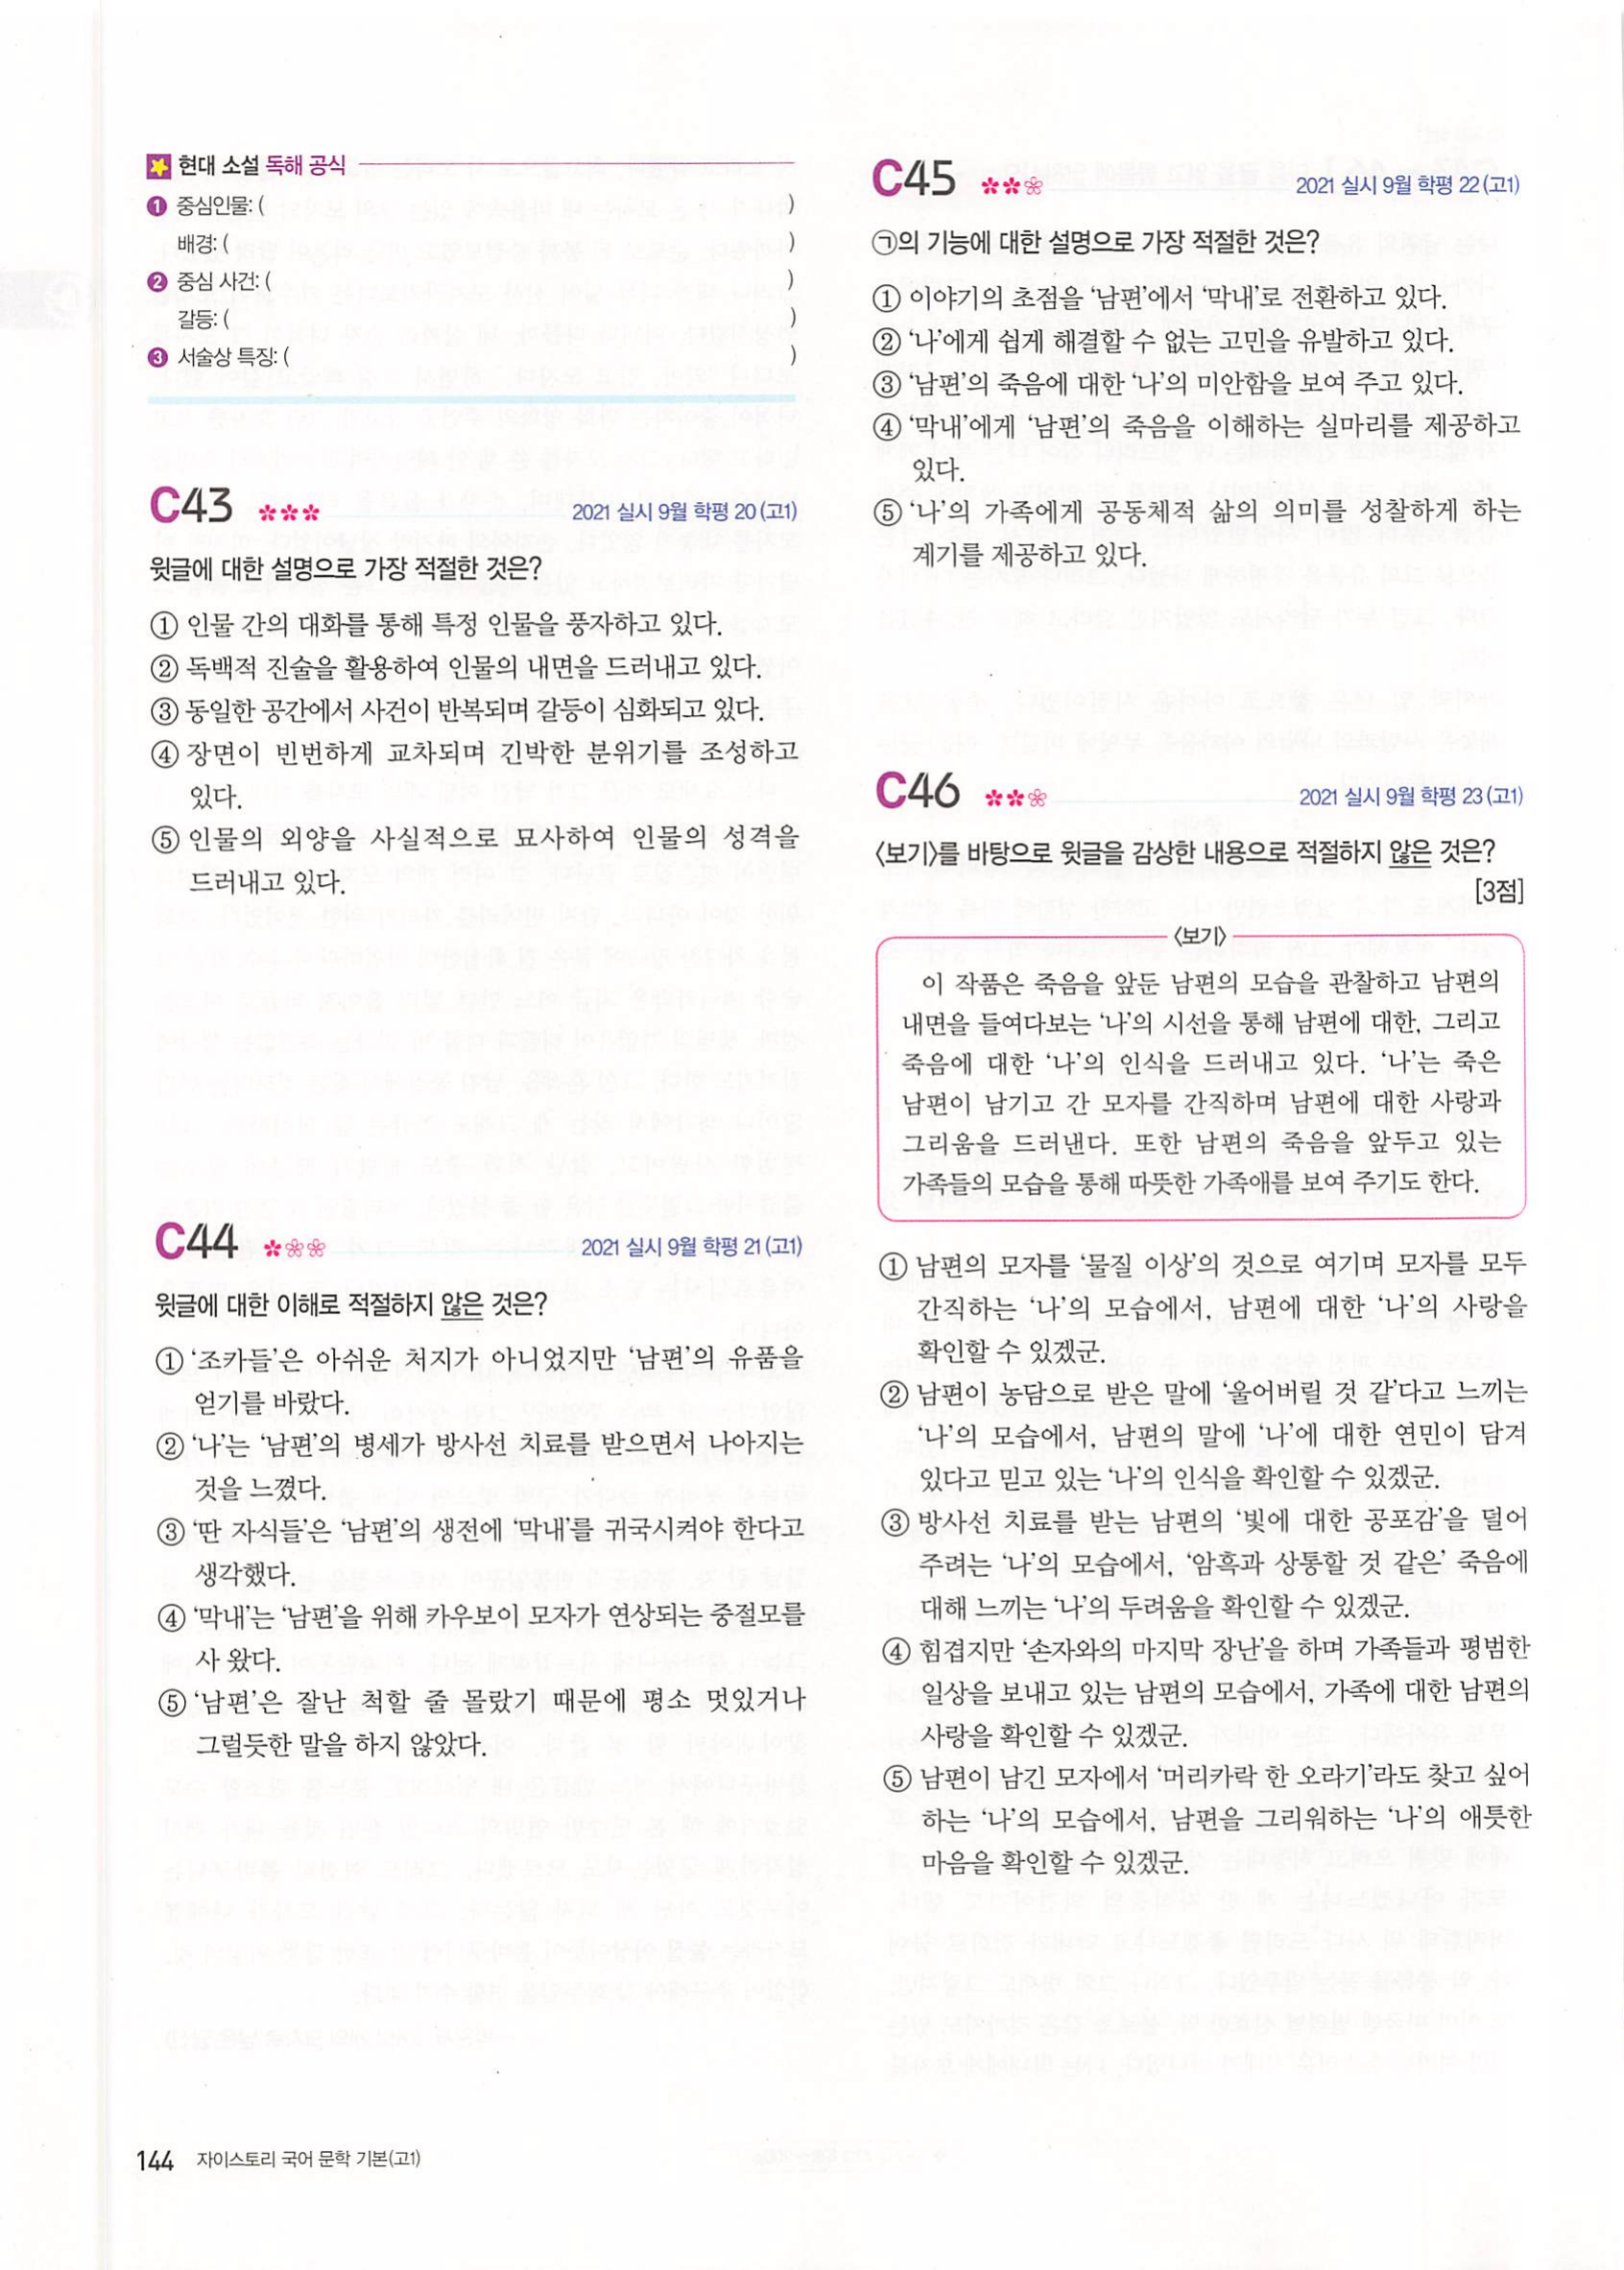 현대 소설 독해 공식
❶ 중심인물: ( )
배경: ( )
❷ 중심 사건: ( )
갈등: ( )
❸ 서술상 특징: ( )
C43
2021 실시 9월 학평 20(고1)
윗글에 대한 설명으로 가장 적절한 것은?
① 인물 간의 대화를 통해 특정 인물을 풍자하고 있다.
② 독백적 진술을 활용하여 인물의 내면을 드러내고 있다.
③ 동일한 공간에서 사건이 반복되며 갈등이 심화되고 있다.
④ 장면이 빈번하게 교차되며 긴박한 분위기를 조성하고
있다.
⑤ 인물의 외양을 사실적으로 묘사하여 인물의 성격을
드러내고 있다.
C44
2021 실시 9월 학평 21(고1)
윗글에 대한 이해로 적절하지 않은 것은?
① ‘조카들’은 아쉬운 처지가 아니었지만 ‘남편’의 유품을
얻기를 바랐다.
② ‘나’는 ‘남편’의 병세가 방사선 치료를 받으면서 나아지는
것을 느꼈다.
③ ‘딴 자식들’은 ‘남편’의 생전에 ‘막내’를 귀국시켜야 한다고
생각했다.
④ ‘막내’는 ‘남편’을 위해 카우보이 모자가 연상되는 중절모를
사 왔다.
⑤ ‘남편’은 잘난 척할 줄 몰랐기 때문에 평소 멋있거나
그럴듯한 말을 하지 않았다.
C45
2021 실시 9월 학평 22(고1)
㉠의 기능에 대한 설명으로 가장 적절한 것은?
① 이야기의 초점을 ‘남편’에서 ‘막내’로 전환하고 있다.
② ‘나’에게 쉽게 해결할 수 없는 고민을 유발하고 있다.
③ ‘남편’의 죽음에 대한 ‘나’의 미안함을 보여 주고 있다.
④ ‘막내’에게 ‘남편’의 죽음을 이해하는 실마리를 제공하고
있다.
⑤ ‘나’의 가족에게 공동체적 삶의 의미를 성찰하게 하는
계기를 제공하고 있다.
C46
2021 실시 9월 학평 23(고1)
〈보기〉를 바탕으로 윗글을 감상한 내용으로 적절하지 않은 것은?
[3점]
〈보기〉
이 작품은 죽음을 앞둔 남편의 모습을 관찰하고 남편의
내면을 들여다보는 ‘나’의 시선을 통해 남편에 대한, 그리고
죽음에 대한 ‘나’의 인식을 드러내고 있다. ‘나’는 죽은
남편이 남기고 간 모자를 간직하며 남편에 대한 사랑과
그리움을 드러낸다. 또한 남편의 죽음을 앞두고 있는
가족들의 모습을 통해 따뜻한 가족애를 보여 주기도 한다.
① 남편의 모자를 ‘물질 이상’의 것으로 여기며 모자를 모두
간직하는 ‘나’의 모습에서, 남편에 대한 ‘나’의 사랑을
확인할 수 있겠군.
② 남편이 농담으로 받은 말에 ‘울어버릴 것 같’다고 느끼는
‘나’의 모습에서, 남편의 말에 ‘나’에 대한 연민이 담겨
있다고 믿고 있는 ‘나’의 인식을 확인할 수 있겠군.
③ 방사선 치료를 받는 남편의 ‘빛에 대한 공포감’을 덜어
주려는 ‘나’의 모습에서, ‘암흑과 상통할 것 같은’ 죽음에
대해 느끼는 ‘나’의 두려움을 확인할 수 있겠군.
④ 힘겹지만 ‘손자와의 마지막 장난’을 하며 가족들과 평범한
일상을 보내고 있는 남편의 모습에서, 가족에 대한 남편의
사랑을 확인할 수 있겠군.
⑤ 남편이 남긴 모자에서 ‘머리카락 한 오라기’라도 찾고 싶어
하는 ‘나’의 모습에서, 남편을 그리워하는 ‘나’의 애틋한
마음을 확인할 수 있겠군.
144 자이스토리 국어 문학 기본(고1)